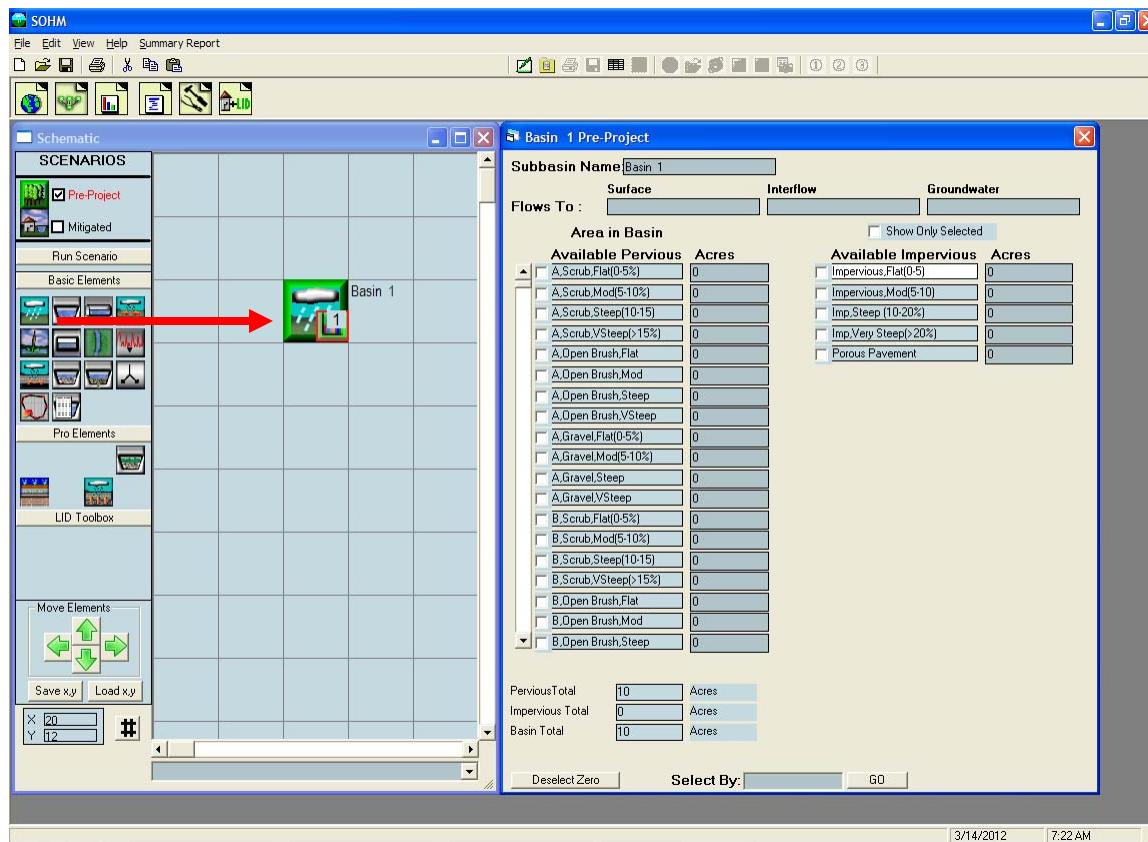 SOHM
File Edit View Help Summary Report
Schematic
SCENARIOS
Pre-Project
Mitigated
Run Scenario
Basic Elements
Pro Elements
LID Toolbox
Move Elements
Save x,y Load x,y
X 20
Y 12
#
Basin 1
1
+LID
Basin 1 Pre-Project
Subbasin Name: Basin 1
Surface Interflow Groundwater
Flows To :
Area in Basin Show Only Selected
Available Pervious Acres Available Impervious Acres
A,Scrub,Flat(0-5%) 0 Impervious,Flat(0-5) 0
A,Scrub,Mod(5-10%) 0 Impervious,Mod(5-10) 0
A,Scrub,Steep(10-15) 0 Imp,Steep (10-20%) 0
A,Scrub,VSteep(>15%) 0 Imp,Very Steep(>20%) 0
A,Open Brush,Flat 0 Porous Pavement 0
A,Open Brush,Mod 0
A,Open Brush,Steep 0
A,Open Brush,VSteep 0
A,Gravel,Flat(0-5%) 0
A,Gravel,Mod(5-10%) 0
A,Gravel,Steep 0
A,Gravel,VSteep 0
B,Scrub,Flat(0-5%) 0
B,Scrub,Mod(5-10%) 0
B,Scrub,Steep(10-15) 0
B,Scrub,VSteep(>15%) 0
B,Open Brush,Flat 0
B,Open Brush,Mod 0
B,Open Brush,Steep 0
PerviousTotal 10 Acres
Impervious Total 0 Acres
Basin Total 10 Acres
Deselect Zero Select By: GO
3/14/2012 7:22 AM